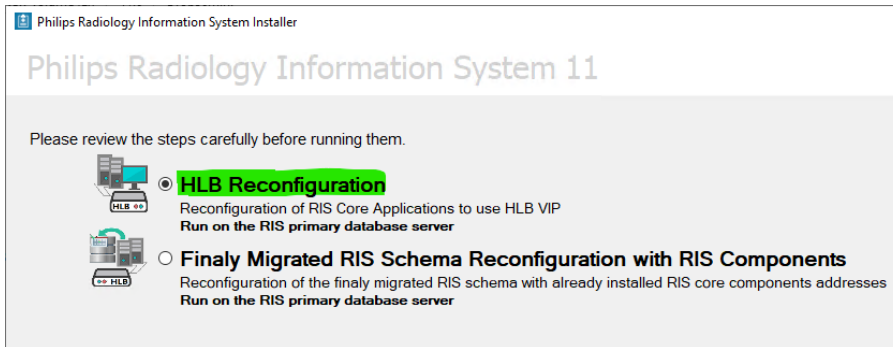 Philips Radiology Information System Installer
Philips Radiology Information System 11
Please review the steps carefully before running them.
HLB
HLB Reconfiguration
Reconfiguration of RIS Core Applications to use HLB VIP
Run on the RIS primary database server
HLB
Finaly Migrated RIS Schema Reconfiguration with RIS Components
Reconfiguration of the finaly migrated RIS schema with already installed RIS core components addresses
Run on the RIS primary database server